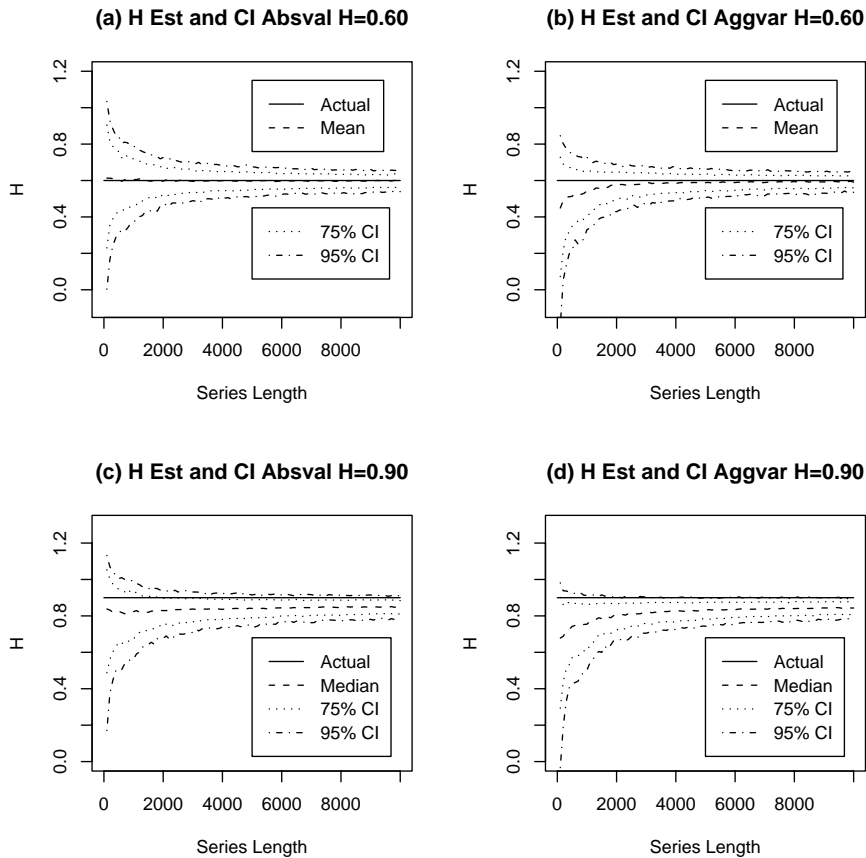 (a) H Est and CI Absval H=0.60
H
0.0
0.4
0.8
1.2
Actual
Mean
75% CI
95% CI
0 2000 4000 6000 8000
Series Length
(b) H Est and CI Aggvar H=0.60
H
0.0
0.4
0.8
1.2
Actual
Mean
75% CI
95% CI
0 2000 4000 6000 8000
Series Length
(c) H Est and CI Absval H=0.90
H
0.0
0.4
0.8
1.2
Actual
Median
75% CI
95% CI
0 2000 4000 6000 8000
Series Length
(d) H Est and CI Aggvar H=0.90
H
0.0
0.4
0.8
1.2
Actual
Median
75% CI
95% CI
0 2000 4000 6000 8000
Series Length